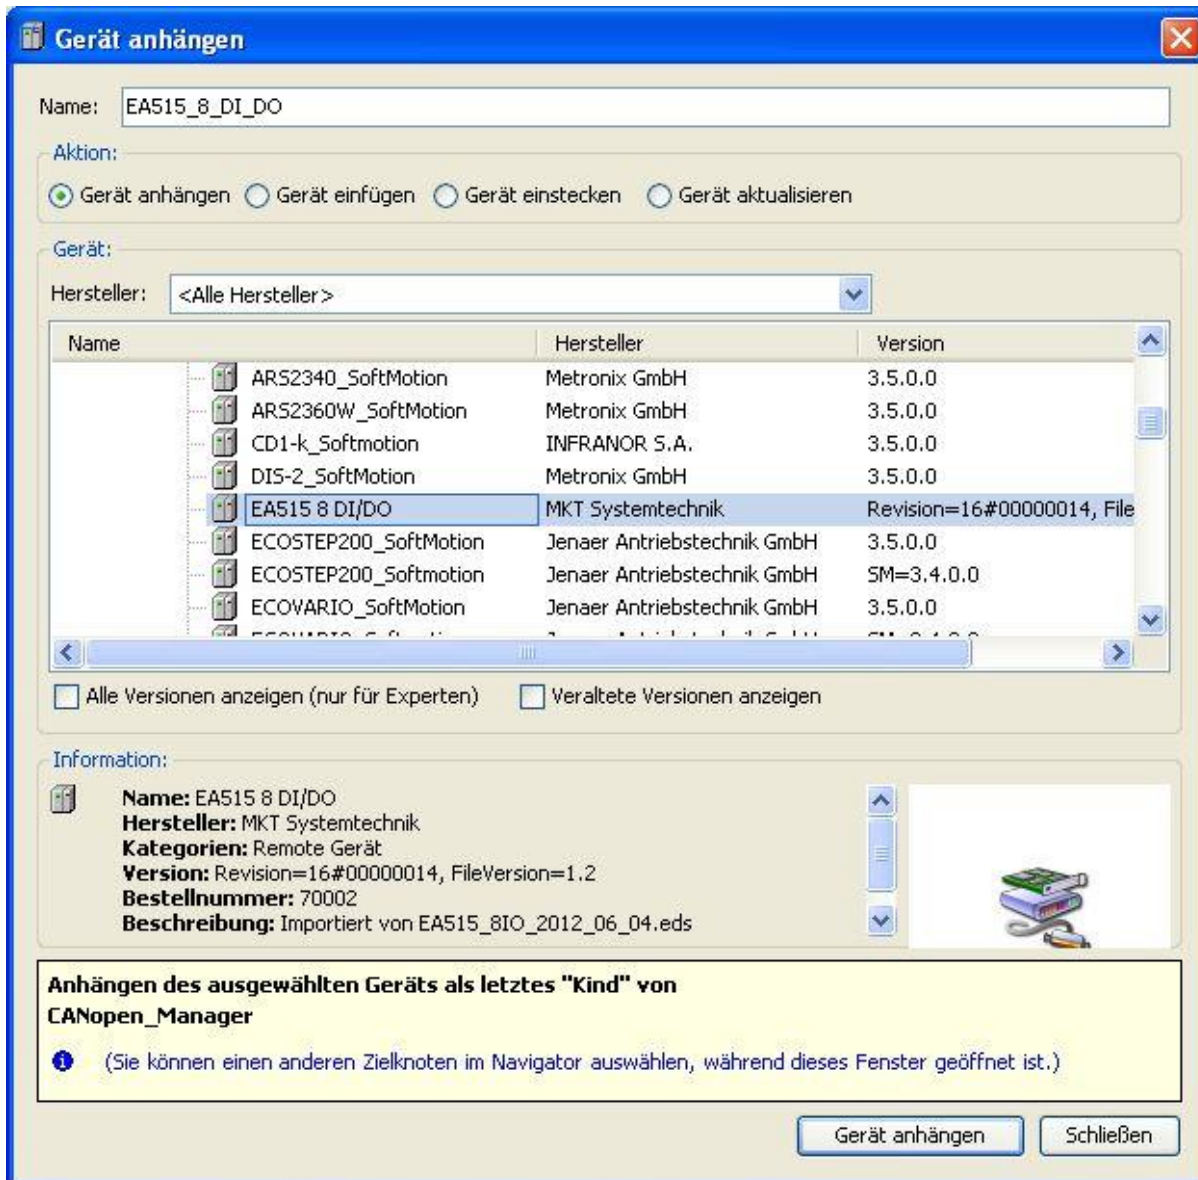 Gerät anhängen
Name: EA515_8_DI_DO
Aktion:
Gerät anhängen Gerät einfügen Gerät einstecken Gerät aktualisieren
Gerät:
Hersteller: <Alle Hersteller>
Name Hersteller Version
ARS2340_SoftMotion Metronix GmbH 3.5.0.0
ARS2360W_SoftMotion Metronix GmbH 3.5.0.0
CD1-k_Softmotion INFRANOR S.A. 3.5.0.0
DIS-2_SoftMotion Metronix GmbH 3.5.0.0
EA515 8 DI/DO MKT Systemtechnik Revision=16#00000014, File
ECOSTEP200_SoftMotion Jenaer Antriebstechnik GmbH 3.5.0.0
ECOSTEP200_Softmotion Jenaer Antriebstechnik GmbH SM=3.4.0.0
ECOVARIO_SoftMotion Jenaer Antriebstechnik GmbH 3.5.0.0
Alle Versionen anzeigen (nur für Experten) Veraltete Versionen anzeigen
Information:
Name: EA515 8 DI/DO
Hersteller: MKT Systemtechnik
Kategorien: Remote Gerät
Version: Revision=16#00000014, FileVersion=1.2
Bestellnummer: 70002
Beschreibung: Importiert von EA515_8IO_2012_06_04.eds
Anhängen des ausgewählten Geräts als letztes "Kind" von
CANopen_Manager
(Sie können einen anderen Zielknoten im Navigator auswählen, während dieses Fenster geöffnet ist.)
Gerät anhängen Schließen